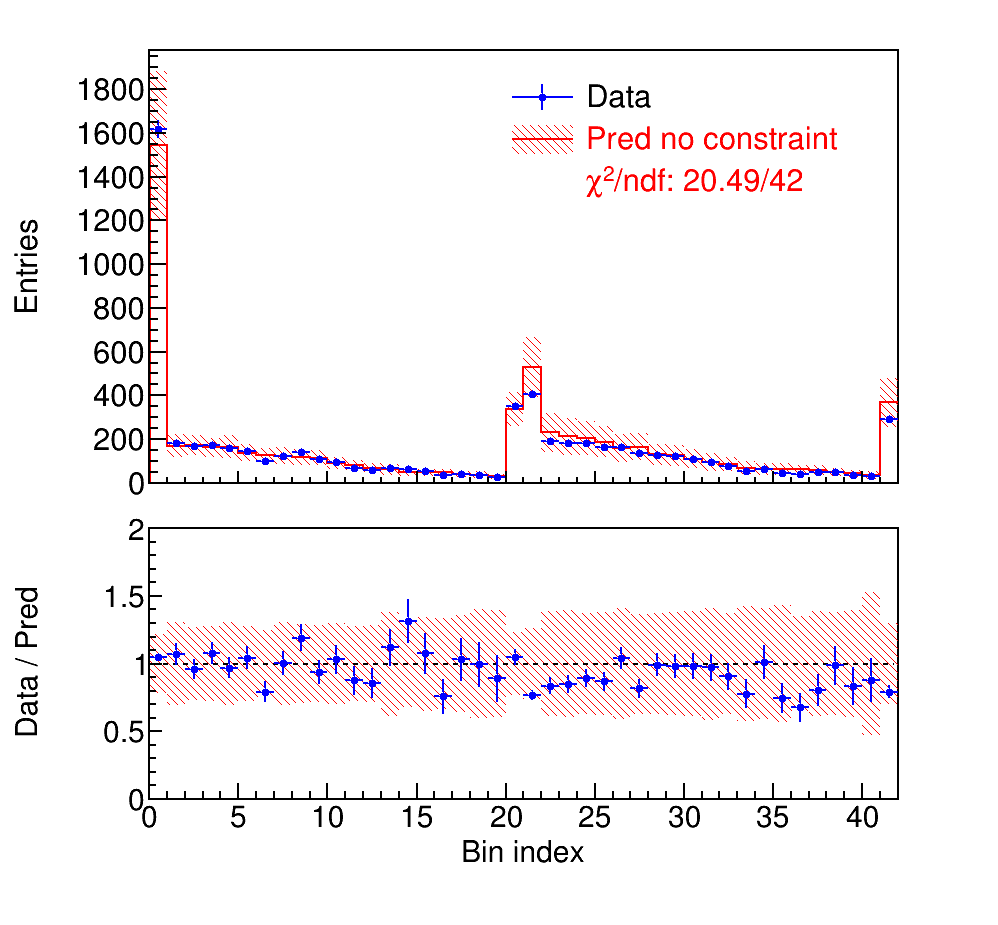 Entries
1800
1600
1400
1200
1000
800
600
400
200
0
Data
Pred no constraint
χ²/ndf: 20.49/42
Data / Pred
2
1.5
1
0.5
0
0 5 10 15 20 25 30 35 40
Bin index